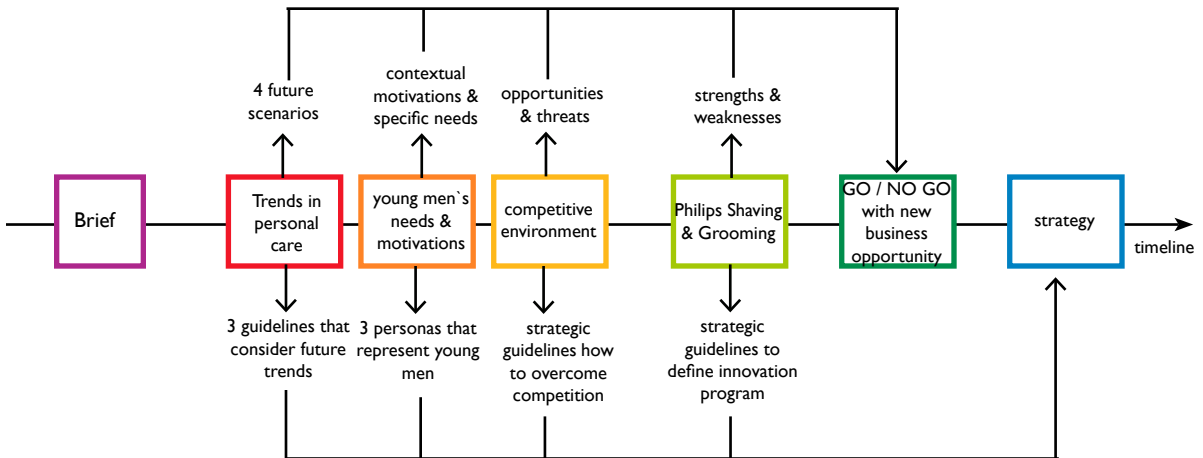 4 future
scenarios
contextual
motivations &
specific needs
opportunities
& threats
strengths &
weaknesses
Brief
Trends in
personal
care
young men`s
needs &
motivations
competitive
environment
Philips Shaving
& Grooming
GO / NO GO
with new
business
opportunity
strategy
timeline
3 guidelines that
consider future
trends
3 personas that
represent young
men
strategic
guidelines how
to overcome
competition
strategic
guidelines to
define innovation
program